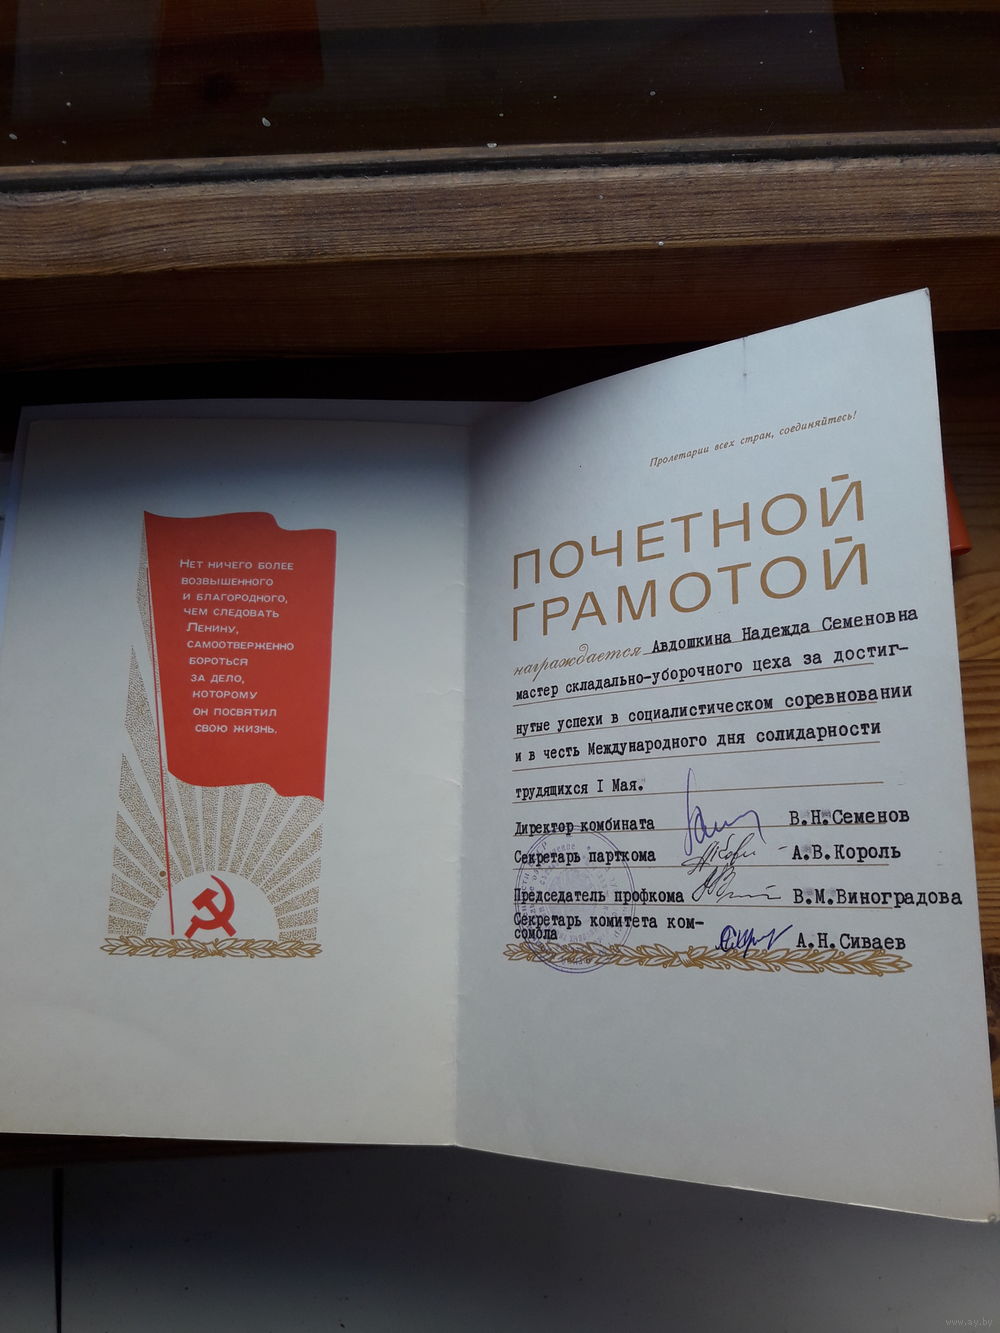 Нет ничего более
возвышенного
и благородного,
чем следовать
Ленину,
самоотверженно
бороться
за дело,
которому
он посвятил
свою жизнь.
Пролетарии всех стран, соединяйтесь!
ПОЧЕТНОЙ
ГРАМОТОЙ
награждается Авдошкина Надежда Семеновна
мастер складально-уборочного цеха за достиг-
нутые успехи в социалистическом соревновании
и в честь Международного дня солидарности
трудящихся I Мая.
Директор комбината В.Н.Семенов
Секретарь парткома А.В.Король
Председатель профкома В.М.Виноградова
Секретарь комитета ком-
сомола А.Н.Сиваев
www.ay.by